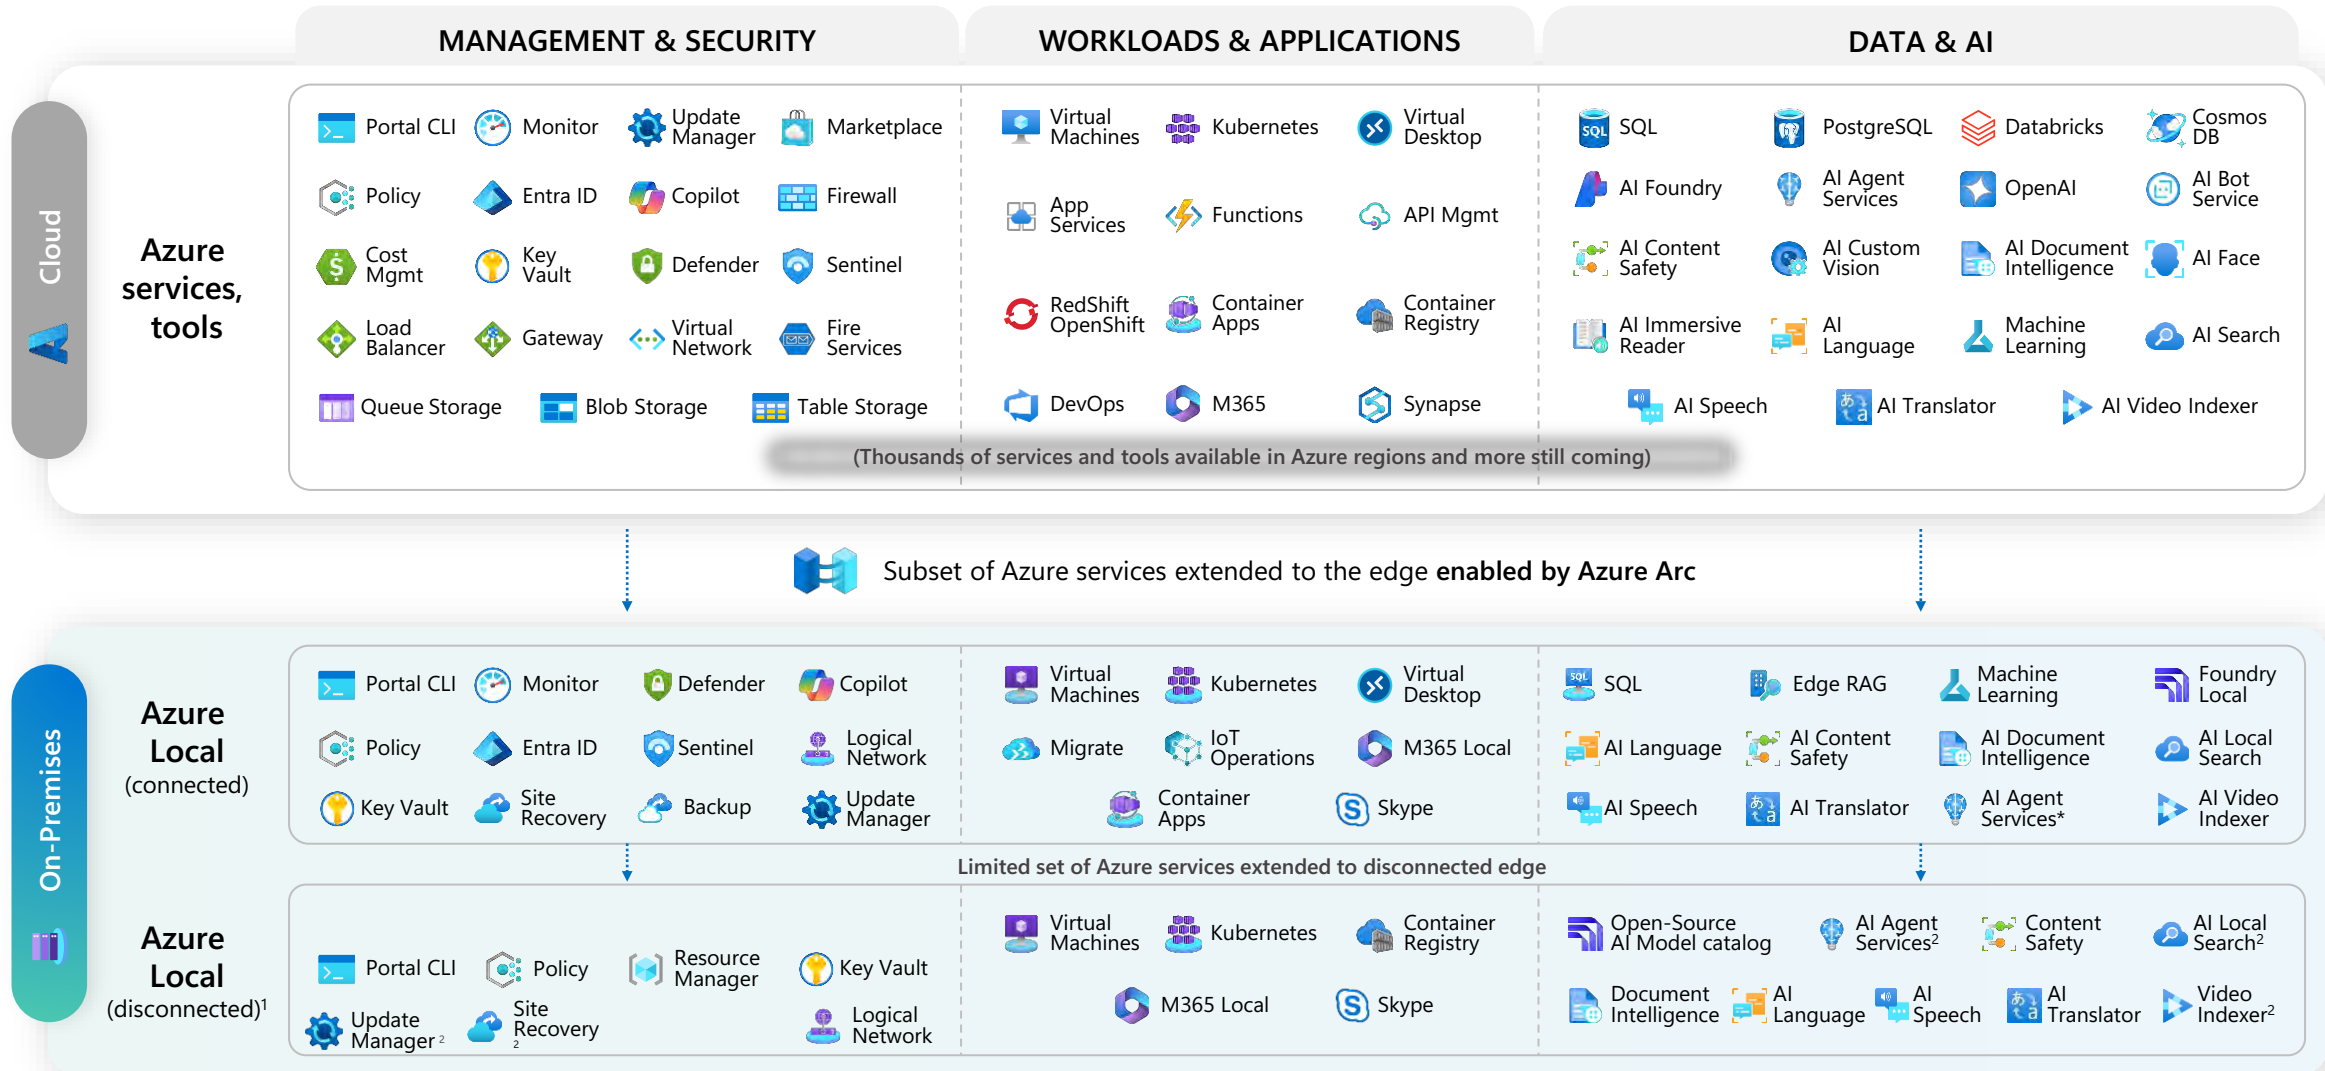 MANAGEMENT & SECURITY
WORKLOADS & APPLICATIONS
DATA & AI
Cloud
Azure
services,
tools
Portal CLI
Monitor
Update
Manager
Marketplace
Policy
Entra ID
Copilot
Firewall
Cost
Mgmt
Key
Vault
Defender
Sentinel
Load
Balancer
Gateway
Virtual
Network
Fire
Services
Queue Storage
Blob Storage
Table Storage
Virtual
Machines
Kubernetes
Virtual
Desktop
App
Services
Functions
API Mgmt
RedShift
OpenShift
Container
Apps
Container
Registry
DevOps
M365
Synapse
SQL
SQL
PostgreSQL
Databricks
Cosmos
DB
AI Foundry
AI Agent
Services
OpenAI
AI Bot
Service
AI Content
Safety
AI Custom
Vision
AI Document
Intelligence
AI Face
AI Immersive
Reader
AI
Language
Machine
Learning
AI Search
AI Speech
あ
a
AI Translator
AI Video Indexer
(Thousands of services and tools available in Azure regions and more still coming)
Subset of Azure services extended to the edge enabled by Azure Arc
On-Premises
Azure
Local
(connected)
Portal CLI
Monitor
Defender
Copilot
Policy
Entra ID
Sentinel
Logical
Network
Key Vault
Site
Recovery
Backup
Update
Manager
Virtual
Machines
Kubernetes
Virtual
Desktop
Migrate
IoT
Operations
M365 Local
Container
Apps
Skype
SQL
SQL
Edge RAG
Machine
Learning
Foundry
Local
AI Language
AI Content
Safety
AI Document
Intelligence
AI Local
Search
AI Speech
あ
a
AI Translator
AI Agent
Services*
AI Video
Indexer
Limited set of Azure services extended to disconnected edge
Azure
Local
(disconnected)1
Portal CLI
Policy
Resource
Manager
Key Vault
Update
Manager 2
Site
Recovery
2
Logical
Network
Virtual
Machines
Kubernetes
Container
Registry
M365 Local
Skype
Open-Source
AI Model catalog
AI Agent
Services2
Content
Safety
AI Local
Search2
Document
Intelligence
AI
Language
AI
Speech
あ
a
AI
Translator
Video
Indexer2